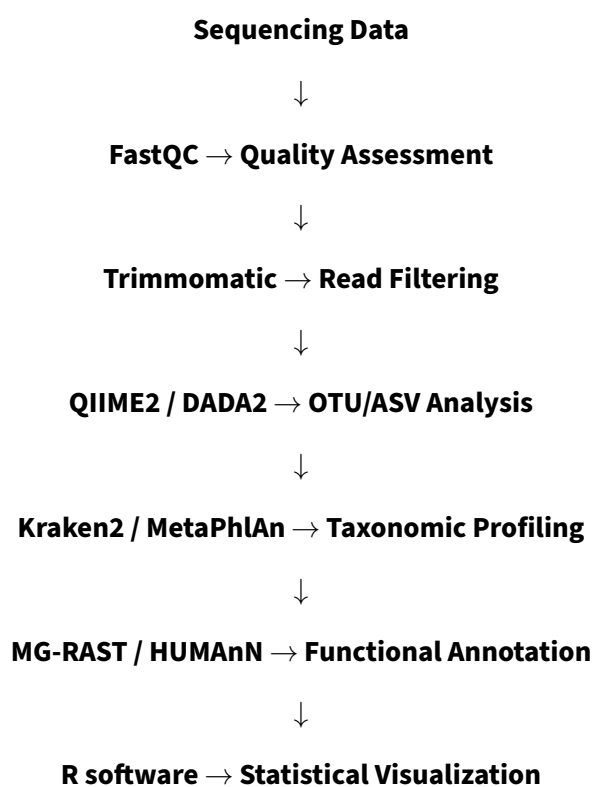 Sequencing Data
↓
FastQC → Quality Assessment
↓
Trimmomatic → Read Filtering
↓
QIIME2 / DADA2 → OTU/ASV Analysis
↓
Kraken2 / MetaPhlAn → Taxonomic Profiling
↓
MG-RAST / HUMAnN → Functional Annotation
↓
R software → Statistical Visualization